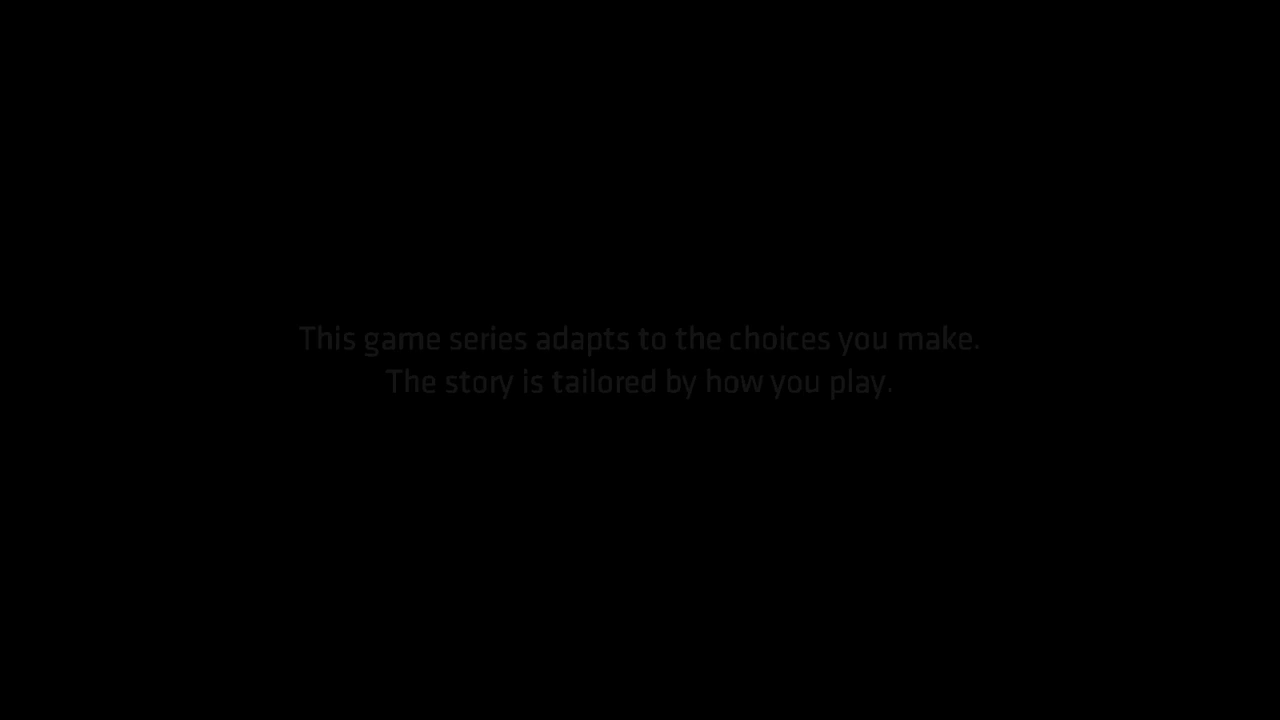 This game series adapts to the choices you make.
The story is tailored by how you play.